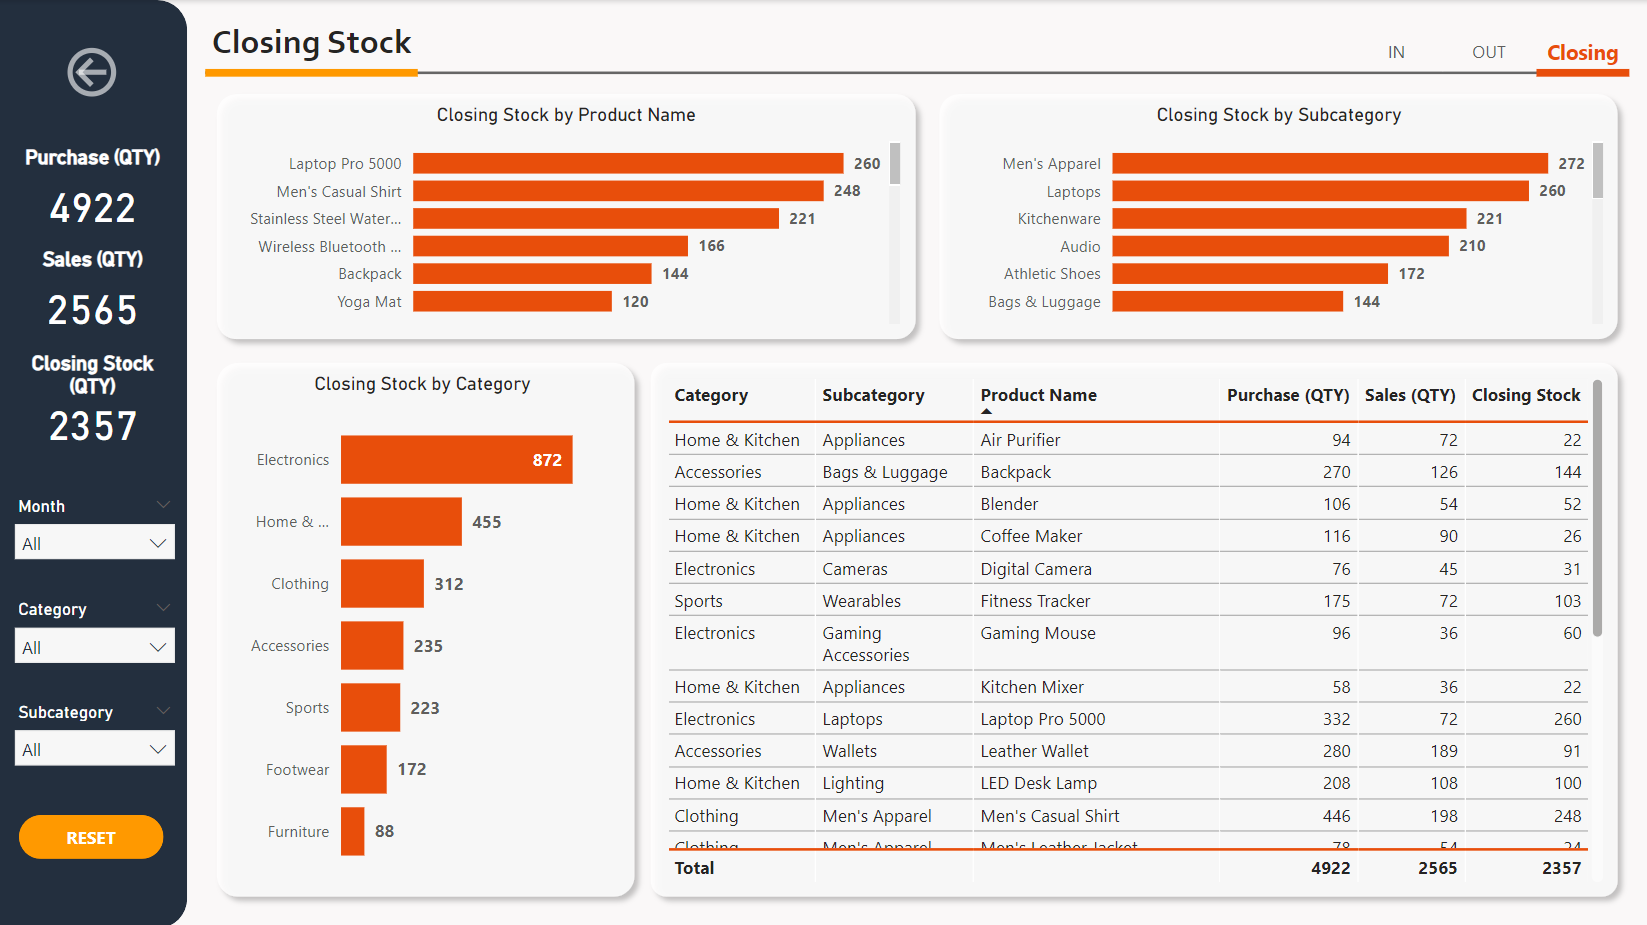 Closing Stock
IN
OUT
Closing
Purchase (QTY)
4922
Sales (QTY)
2565
Closing Stock
(QTY)
2357
Month
All
Category
All
Subcategory
All
RESET
Closing Stock by Product Name
Laptop Pro 5000 260
Men's Casual Shirt 248
Stainless Steel Water... 221
Wireless Bluetooth ... 166
Backpack 144
Yoga Mat 120
Closing Stock by Subcategory
Men's Apparel 272
Laptops 260
Kitchenware 221
Audio 210
Athletic Shoes 172
Bags & Luggage 144
Closing Stock by Category
Electronics 872
Home & ... 455
Clothing 312
Accessories 235
Sports 223
Footwear 172
Furniture 88
Category Subcategory Product Name Purchase (QTY) Sales (QTY) Closing Stock
Home & Kitchen Appliances Air Purifier 94 72 22
Accessories Bags & Luggage Backpack 270 126 144
Home & Kitchen Appliances Blender 106 54 52
Home & Kitchen Appliances Coffee Maker 116 90 26
Electronics Cameras Digital Camera 76 45 31
Sports Wearables Fitness Tracker 175 72 103
Electronics Gaming Gaming Mouse 96 36 60
Accessories
Home & Kitchen Appliances Kitchen Mixer 58 36 22
Electronics Laptops Laptop Pro 5000 332 72 260
Accessories Wallets Leather Wallet 280 189 91
Home & Kitchen Lighting LED Desk Lamp 208 108 100
Clothing Men's Apparel Men's Casual Shirt 446 198 248
Clothing Men's Apparel Men's Leather Jacket 78 54 24
Total 4922 2565 2357